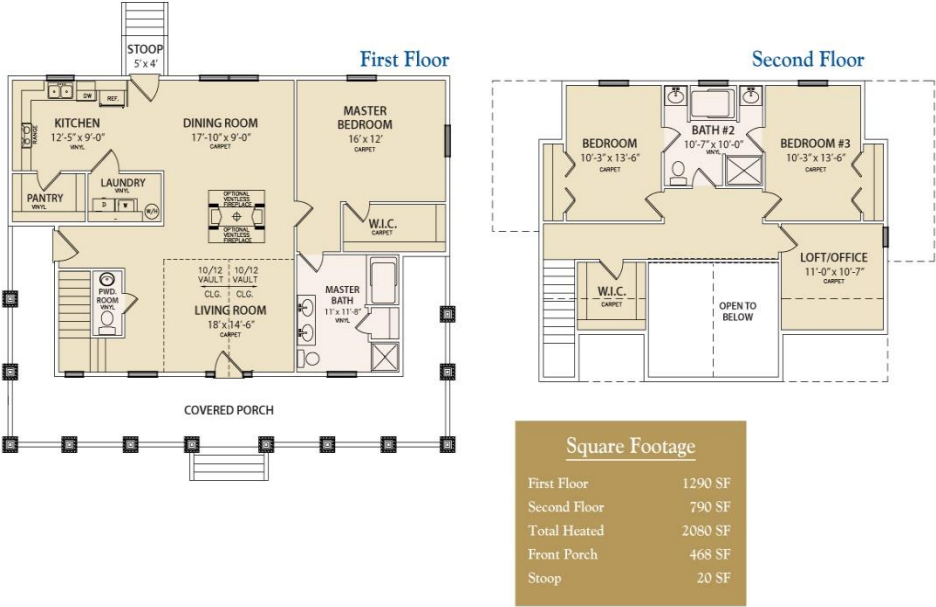 First Floor
STOOP
5' x 4'
DW
REF.
RANGE
KITCHEN
12'-5" x 9'-0"
VINYL
DINING ROOM
17'-10" x 9'-0"
CARPET
MASTER
BEDROOM
16' x 12'
CARPET
PANTRY
VINYL
LAUNDRY
VINYL
D W
W/H
OPTIONAL
VENTLESS
FIREPLACE
OPTIONAL
VENTLESS
FIREPLACE
W.I.C.
CARPET
10/12
VAULT
CLG.
10/12
VAULT
CLG.
PWD.
ROOM
VINYL
LIVING ROOM
18' x 14'-6"
CARPET
MASTER
BATH
11' x 11'-8"
VINYL
COVERED PORCH
Second Floor
BEDROOM
10'-3" x 13'-6"
CARPET
BATH #2
10'-7" x 10'-0"
VINYL
BEDROOM #3
10'-3" x 13'-6"
CARPET
W.I.C.
CARPET
OPEN TO
BELOW
LOFT/OFFICE
11'-0" x 10'-7"
CARPET
Square Footage
First Floor 1290 SF
Second Floor 790 SF
Total Heated 2080 SF
Front Porch 468 SF
Stoop 20 SF